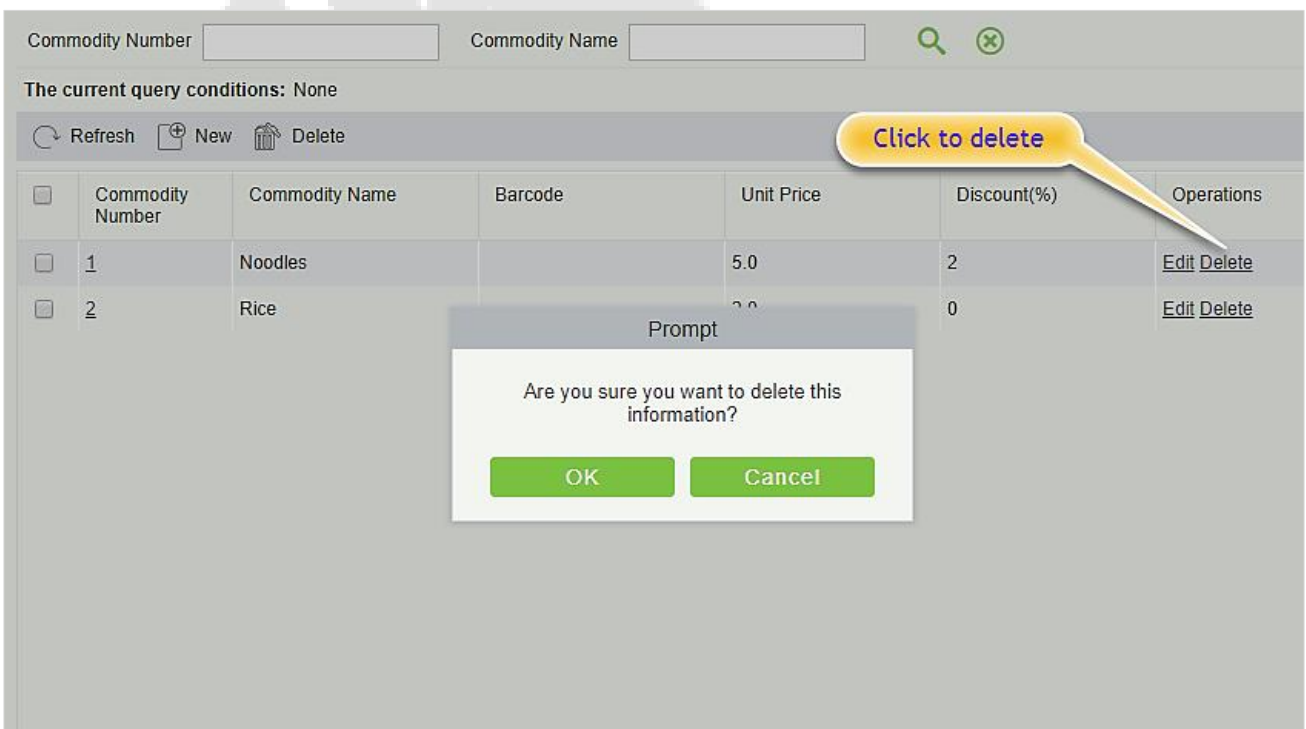 Commodity Number Commodity Name
The current query conditions: None
Refresh New Delete
Click to delete
Commodity Number Commodity Name Barcode Unit Price Discount(%) Operations
1 Noodles 5.0 2 Edit Delete
2 Rice 0 Edit Delete
Prompt
Are you sure you want to delete this
information?
OK Cancel